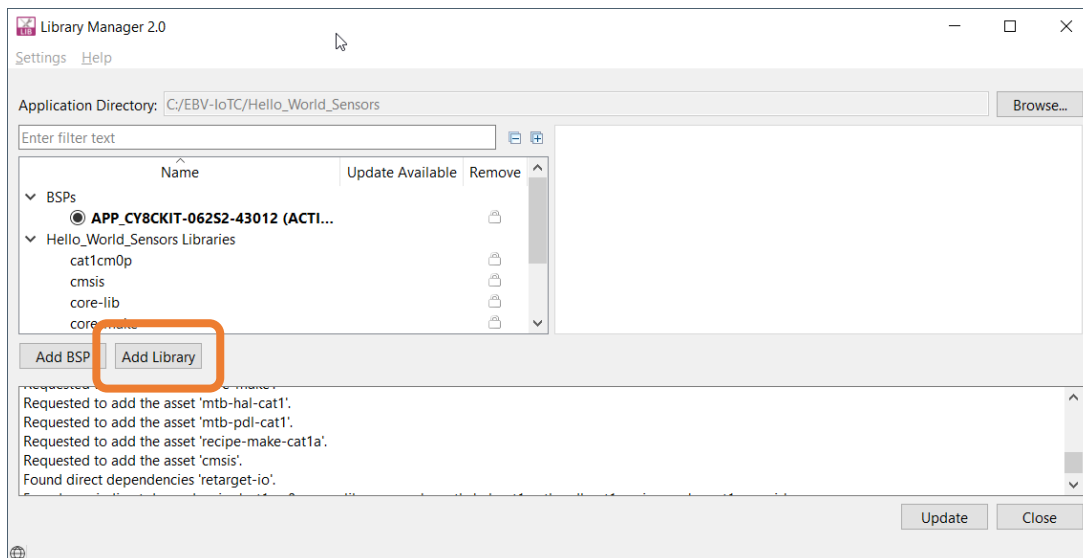 LIB Library Manager 2.0
Settings Help
Application Directory: C:/EBV-IoTC/Hello_World_Sensors Browse...
Enter filter text
Name Update Available Remove
BSPs
APP_CY8CKIT-062S2-43012 (ACTI...
Hello_World_Sensors Libraries
cat1cm0p
cmsis
core-lib
core-make
Add BSP Add Library
Requested to add the asset 'mtb-hal-cat1'.
Requested to add the asset 'mtb-pdl-cat1'.
Requested to add the asset 'recipe-make-cat1a'.
Requested to add the asset 'cmsis'.
Found direct dependencies 'retarget-io'.
Update Close